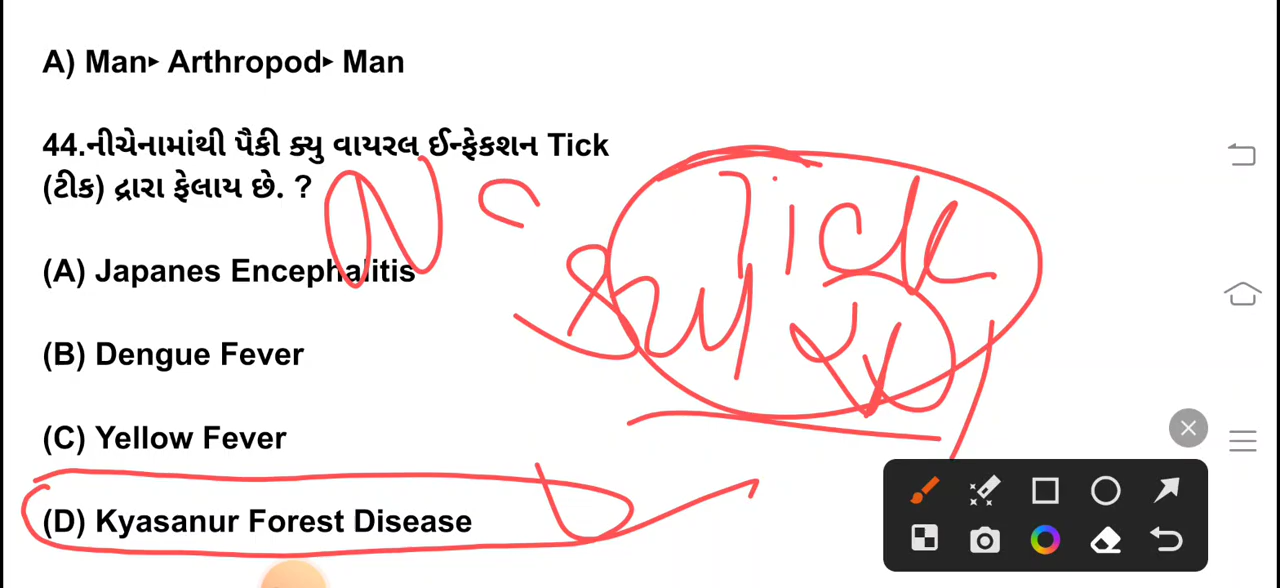 A) Man▸ Arthropod▸ Man
44.નીચેનામાંથી પૈકી ક્યુ વાયરલ ઈન્ફેકશન Tick
(ટીક) દ્રારા ફેલાય છે. ?
(A) Japanes Encephalitis
(B) Dengue Fever
(C) Yellow Fever
(D) Kyasanur Forest Disease
Tick